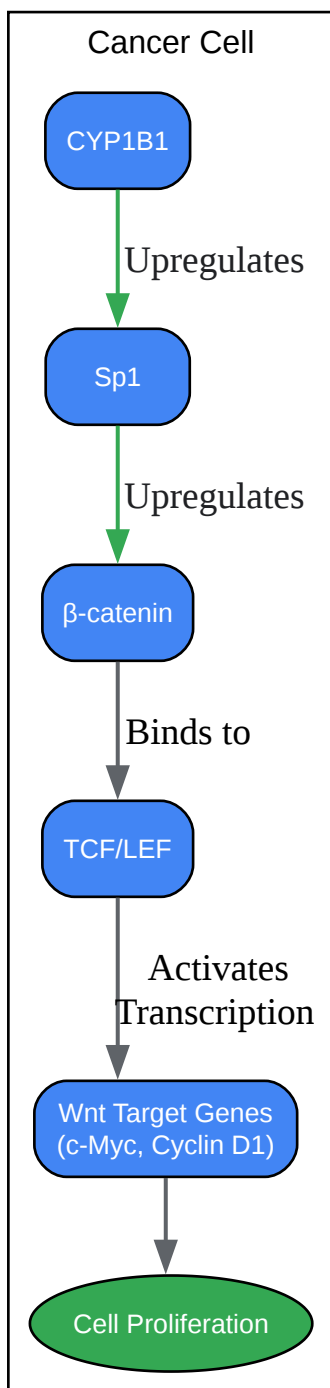 Cancer Cell
CYP1B1
Upregulates
Sp1
Upregulates
β-catenin
Binds to
TCF/LEF
Activates
Transcription
Wnt Target Genes
(c-Myc, Cyclin D1)
Cell Proliferation